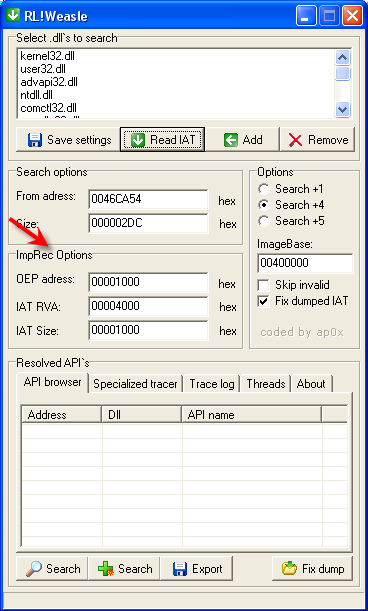 RL!Weasle
Select .dll`s to search
kernel32.dll
user32.dll
advapi32.dll
ntdll.dll
comctl32.dll
Save settings
Read IAT
Add
Remove
Search options
From adress: 0046CA54 hex
Size: 000002DC hex
Options
Search +1
Search +4
Search +5
ImageBase:
00400000
Skip invalid
Fix dumped IAT
coded by ap0x
ImpRec Options
OEP adress: 00001000 hex
IAT RVA: 00004000 hex
IAT Size: 00001000 hex
Resolved API`s
API browser Specialized tracer Trace log Threads About
Address Dll API name
Search Search Export Fix dump